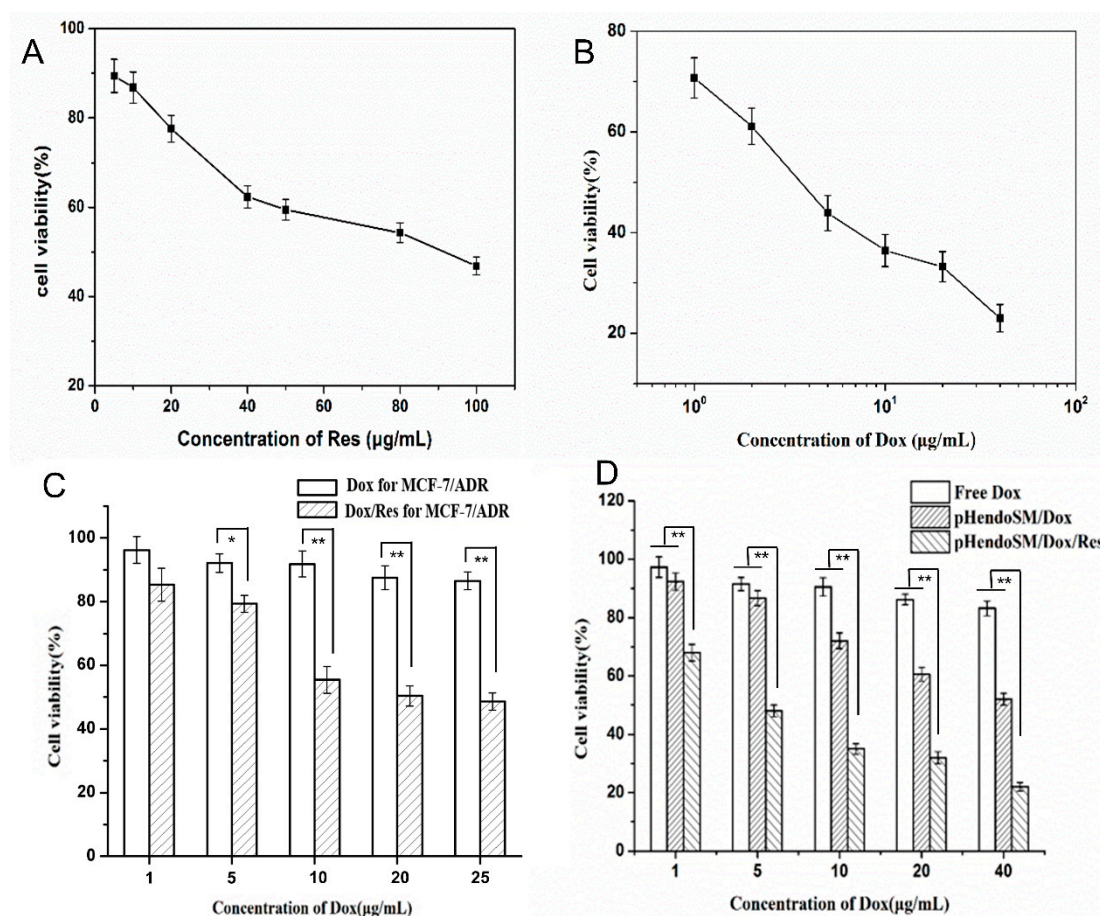 A
100
80
60
40
20
cell viability(%)
0 20 40 60 80 100
Concentration of Res (µg/mL)
B
80
60
40
20
Cell viability(%)
10⁰ 10¹ 10²
Concentration of Dox (µg/mL)
C
Dox for MCF-7/ADR
Dox/Res for MCF-7/ADR
100
80
60
40
20
0
Cell viability(%)
* ** ** **
1 5 10 20 25
Concentration of Dox(µg/mL)
D
Free Dox
pHendoSM/Dox
pHendoSM/Dox/Res
120
100
80
60
40
20
0
Cell viability(%)
** ** ** ** **
1 5 10 20 40
Concentration of Dox(µg/mL)